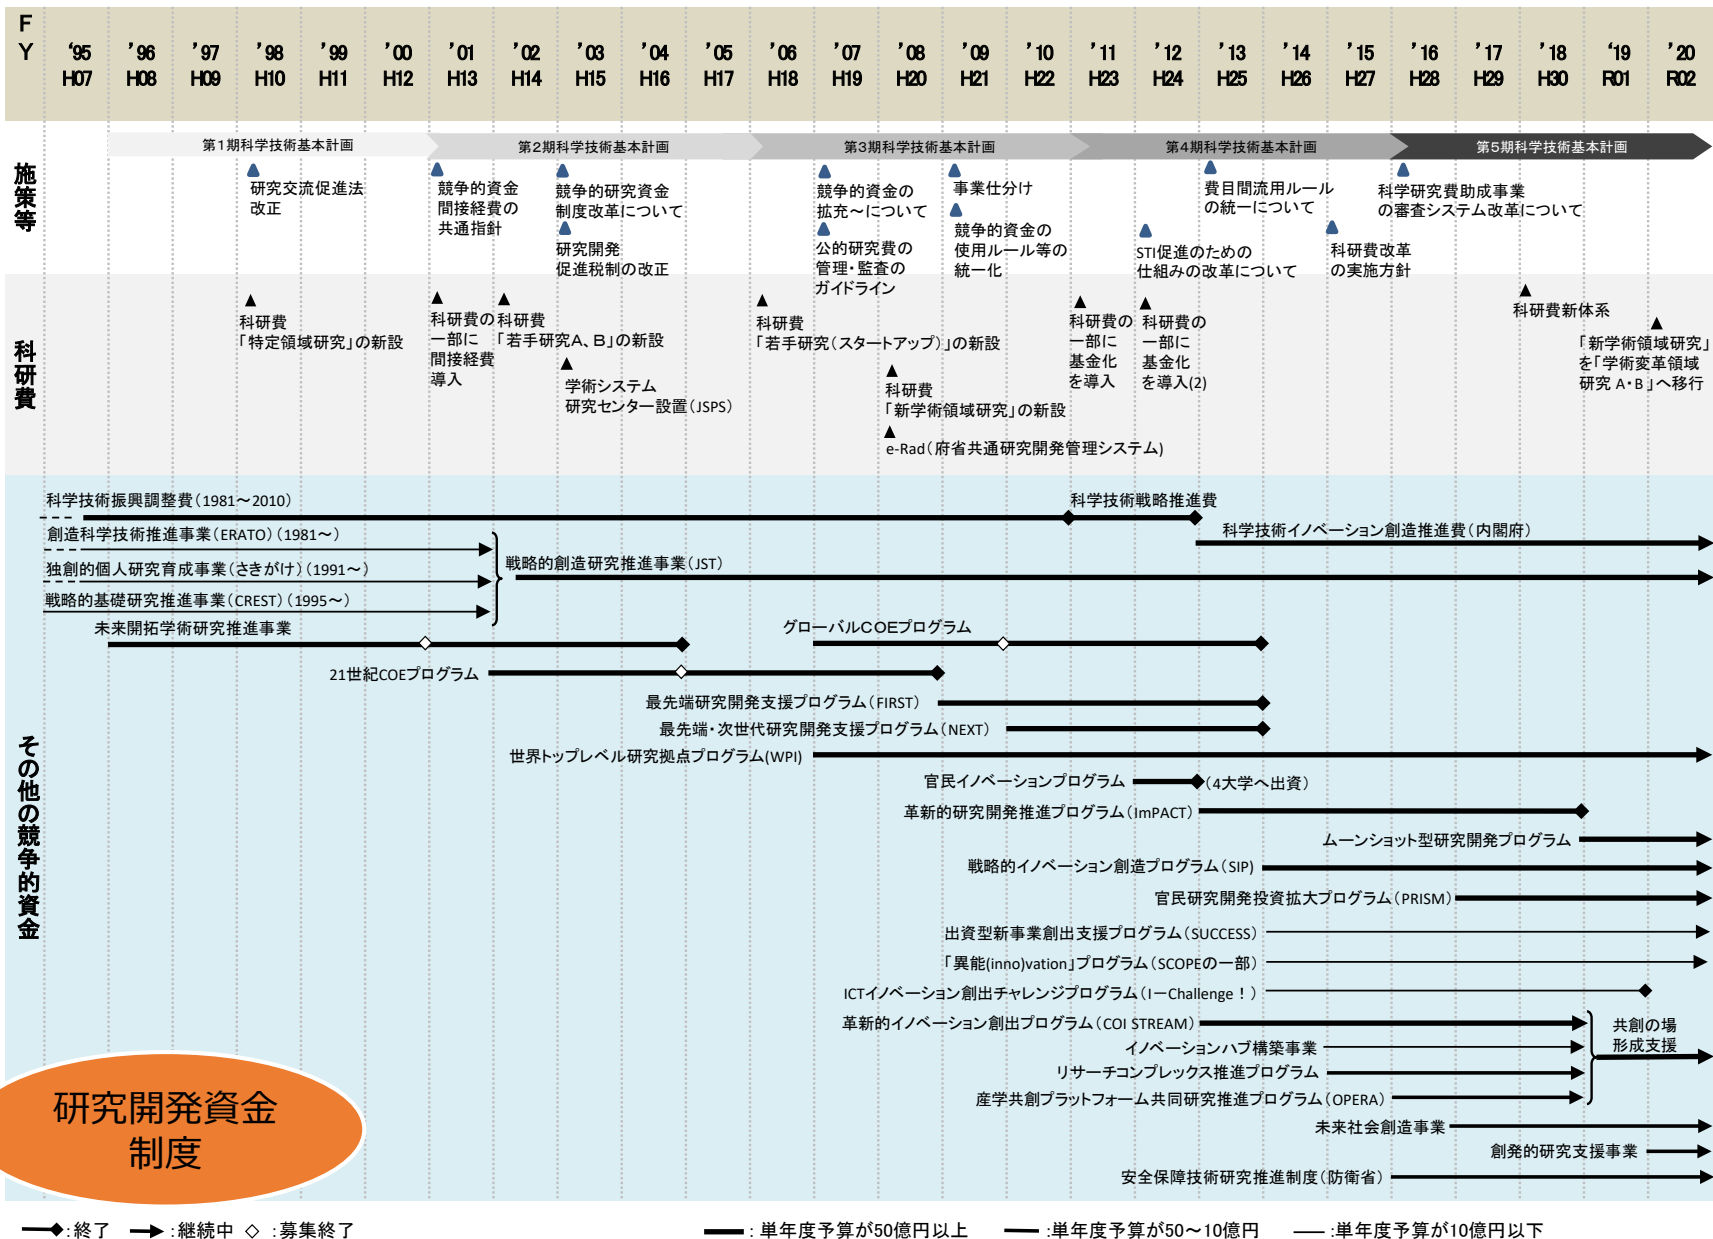 F
Y
'95 '96 '97 '98 '99 '00 '01 '02 '03 '04 '05 '06 '07 '08 '09 '10 '11 '12 '13 '14 '15 '16 '17 '18 '19 '20
H07 H08 H09 H10 H11 H12 H13 H14 H15 H16 H17 H18 H19 H20 H21 H22 H23 H24 H25 H26 H27 H28 H29 H30 R01 R02
第1期科学技術基本計画 第2期科学技術基本計画 第3期科学技術基本計画 第4期科学技術基本計画 第5期科学技術基本計画
施策等
研究交流促進法
改正
競争的資金
間接経費の
共通指針
競争的研究資金
制度改革について
研究開発
促進税制の改正
競争的資金の
拡充~について
公的研究費の
管理・監査の
ガイドライン
事業仕分け
競争的資金の
使用ルール等の
統一化
STI促進のための
仕組みの改革について
費目間流用ルール
の統一について
科研費改革
の実施方針
科学研究費助成事業
の審査システム改革について
科研費
科研費
「特定領域研究」の新設
科研費の
一部に
間接経費
導入
科研費
「若手研究A、B」の新設
学術システム
研究センター設置(JSPS)
科研費
「若手研究(スタートアップ)」の新設
科研費
「新学術領域研究」の新設
e-Rad(府省共通研究開発管理システム)
科研費の
一部に
基金化
を導入
科研費の
一部に
基金化
を導入(2)
科研費新体系
「新学術領域研究」
を「学術変革領域
研究 A・B」へ移行
その他の競争的資金
科学技術振興調整費(1981~2010)
科学技術戦略推進費
科学技術イノベーション創造推進費(内閣府)
創造科学技術推進事業(ERATO)(1981~)
戦略的創造研究推進事業(JST)
独創的個人研究育成事業(さきがけ)(1991~)
戦略的基礎研究推進事業(CREST)(1995~)
未来開拓学術研究推進事業
グローバルCOEプログラム
21世紀COEプログラム
最先端研究開発支援プログラム(FIRST)
最先端・次世代研究開発支援プログラム(NEXT)
世界トップレベル研究拠点プログラム(WPI)
官民イノベーションプログラム
(4大学へ出資)
革新的研究開発推進プログラム(ImPACT)
ムーンショット型研究開発プログラム
戦略的イノベーション創造プログラム(SIP)
官民研究開発投資拡大プログラム(PRISM)
出資型新事業創出支援プログラム(SUCCESS)
「異能(inno)vation」プログラム(SCOPEの一部)
ICTイノベーション創出チャレンジプログラム(I-Challenge!)
革新的イノベーション創出プログラム(COI STREAM)
イノベーションハブ構築事業
リサーチコンプレックス推進プログラム
産学共創プラットフォーム共同研究推進プログラム(OPERA)
共創の場
形成支援
未来社会創造事業
創発的研究支援事業
安全保障技術研究推進制度(防衛省)
研究開発資金
制度
:終了 :継続中 :募集終了 :単年度予算が50億円以上 :単年度予算が50~10億円 :単年度予算が10億円以下